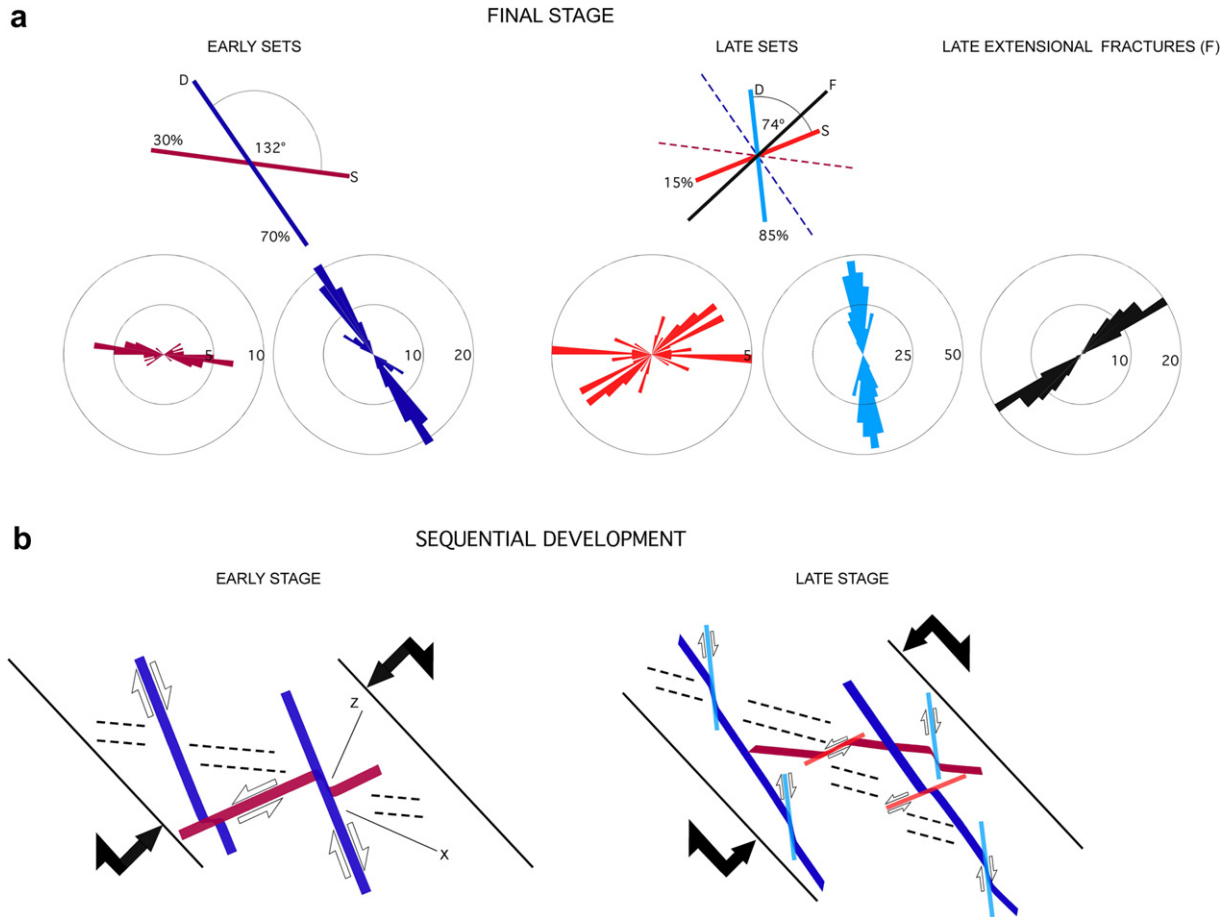 a
FINAL STAGE
EARLY SETS
LATE SETS
LATE EXTENSIONAL FRACTURES (F)
D
30%
132°
S
70%
D
F
74°
S
15%
85%
5
10
10
20
5
25
50
10
20
b
SEQUENTIAL DEVELOPMENT
EARLY STAGE
LATE STAGE
Z
X